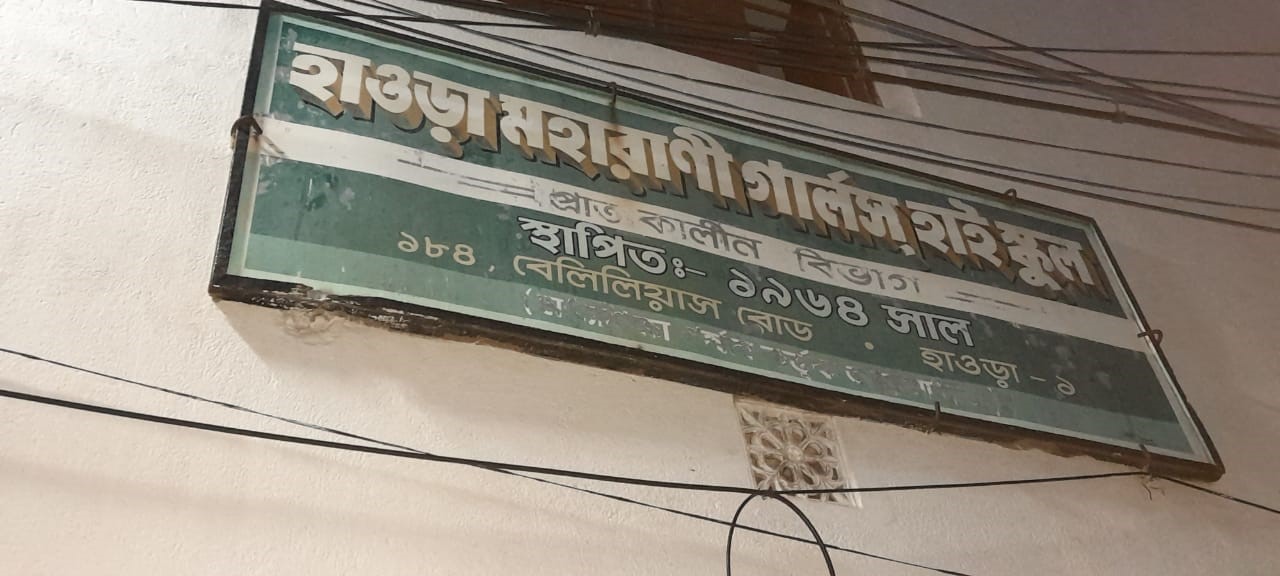 হাওড়া মহারাণী গার্লস্ হাই স্কুল
প্রাত কালীন বিভাগ
স্থাপিতঃ- ১৯৬৪ সাল
১৮৪, বেলিলিয়াস রোড . হাওড়া - ১